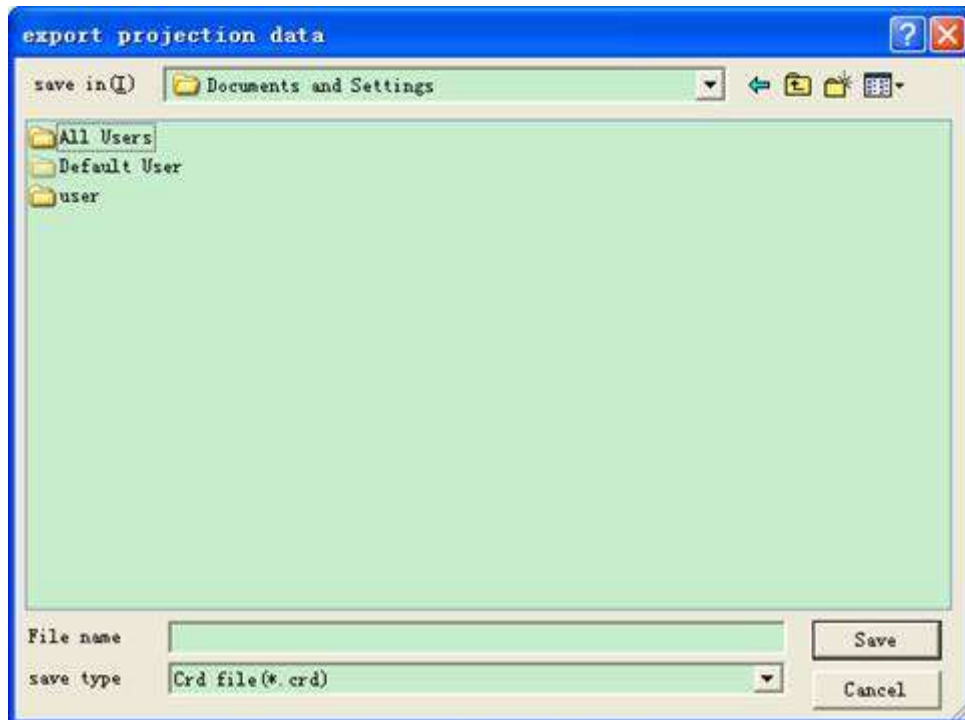 export projection data
save in(I)
Documents and Settings
All Users
Default User
user
File name
Save
save type
Crd file(*.crd)
Cancel